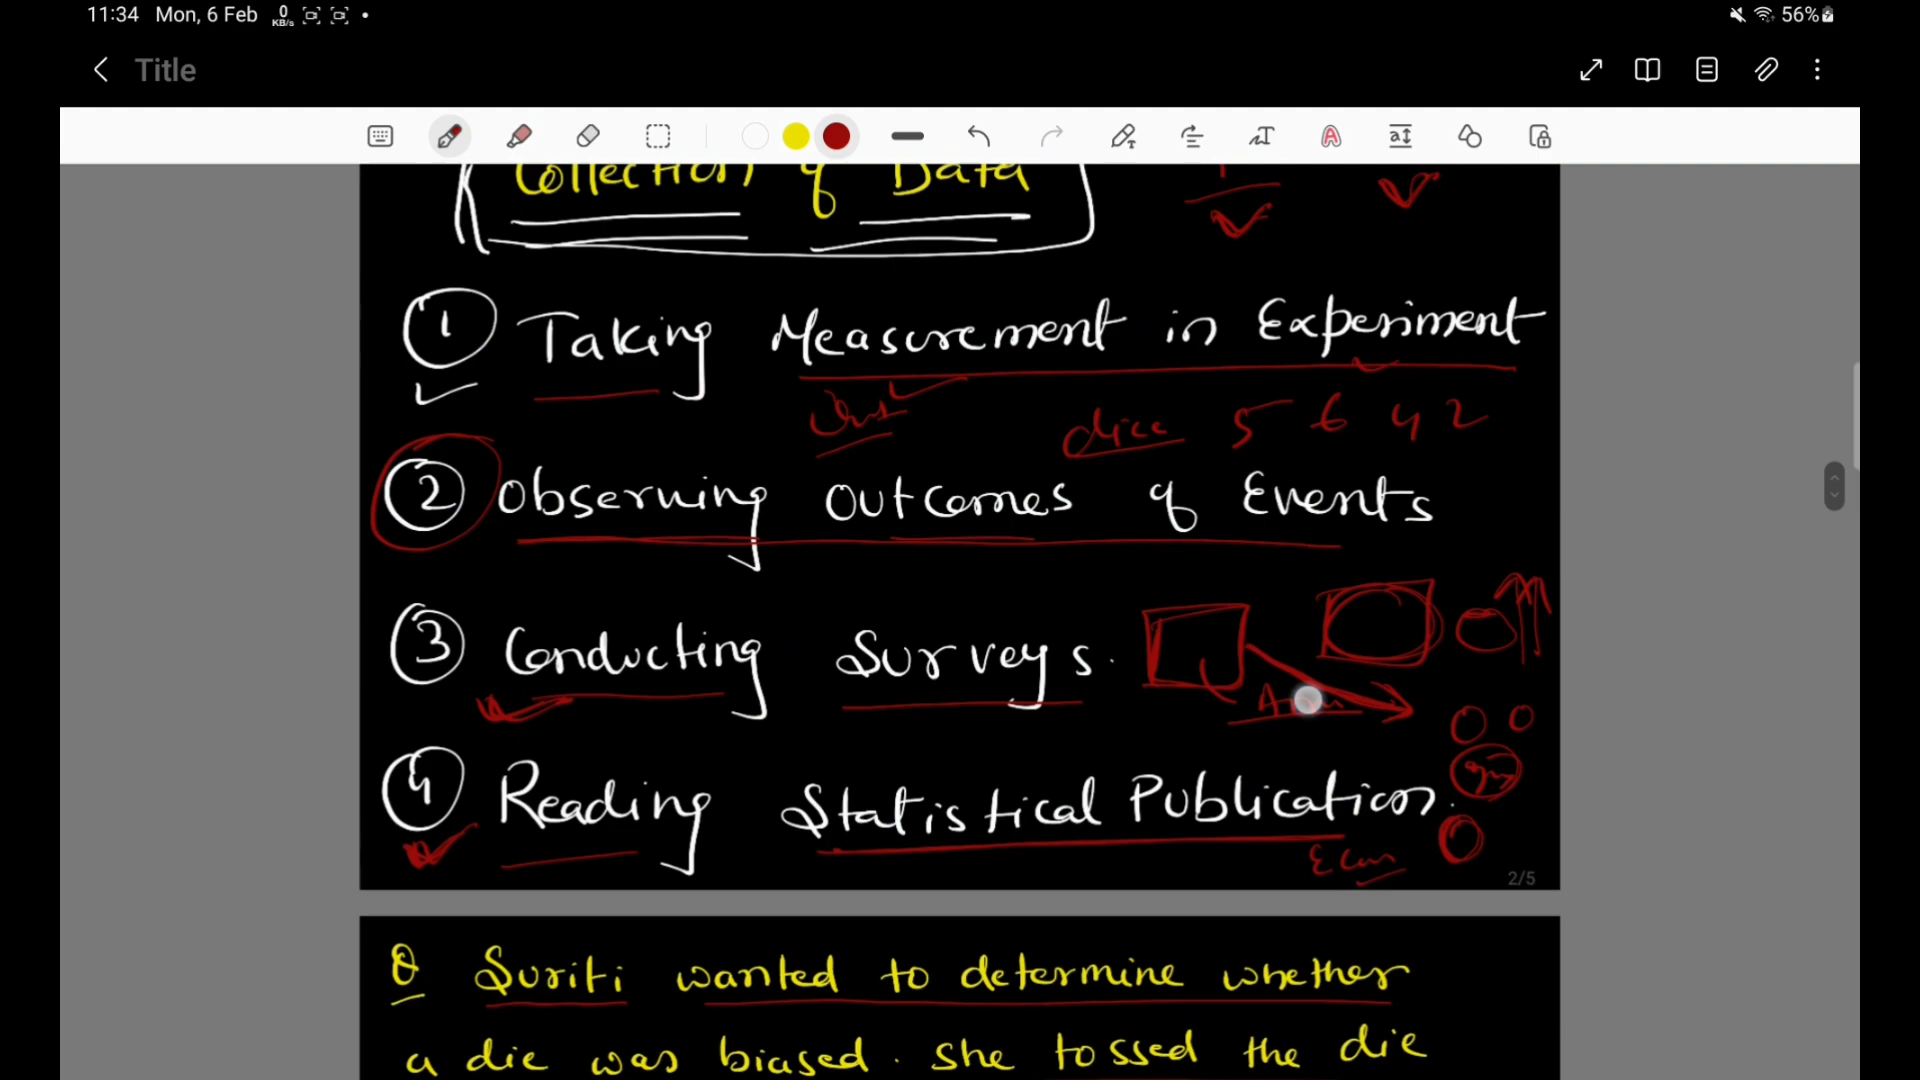 11:34 Mon, 6 Feb 0 KB/s 56%
Title
Collection of Data
1 Taking Measurement in Experiment
dice 5 6 4 2
2 Observing Outcomes of Events
3 Conducting Surveys.
4 Reading Statistical Publication.
2/5
Q Suriti wanted to determine whether
a die was biased. She tossed the die